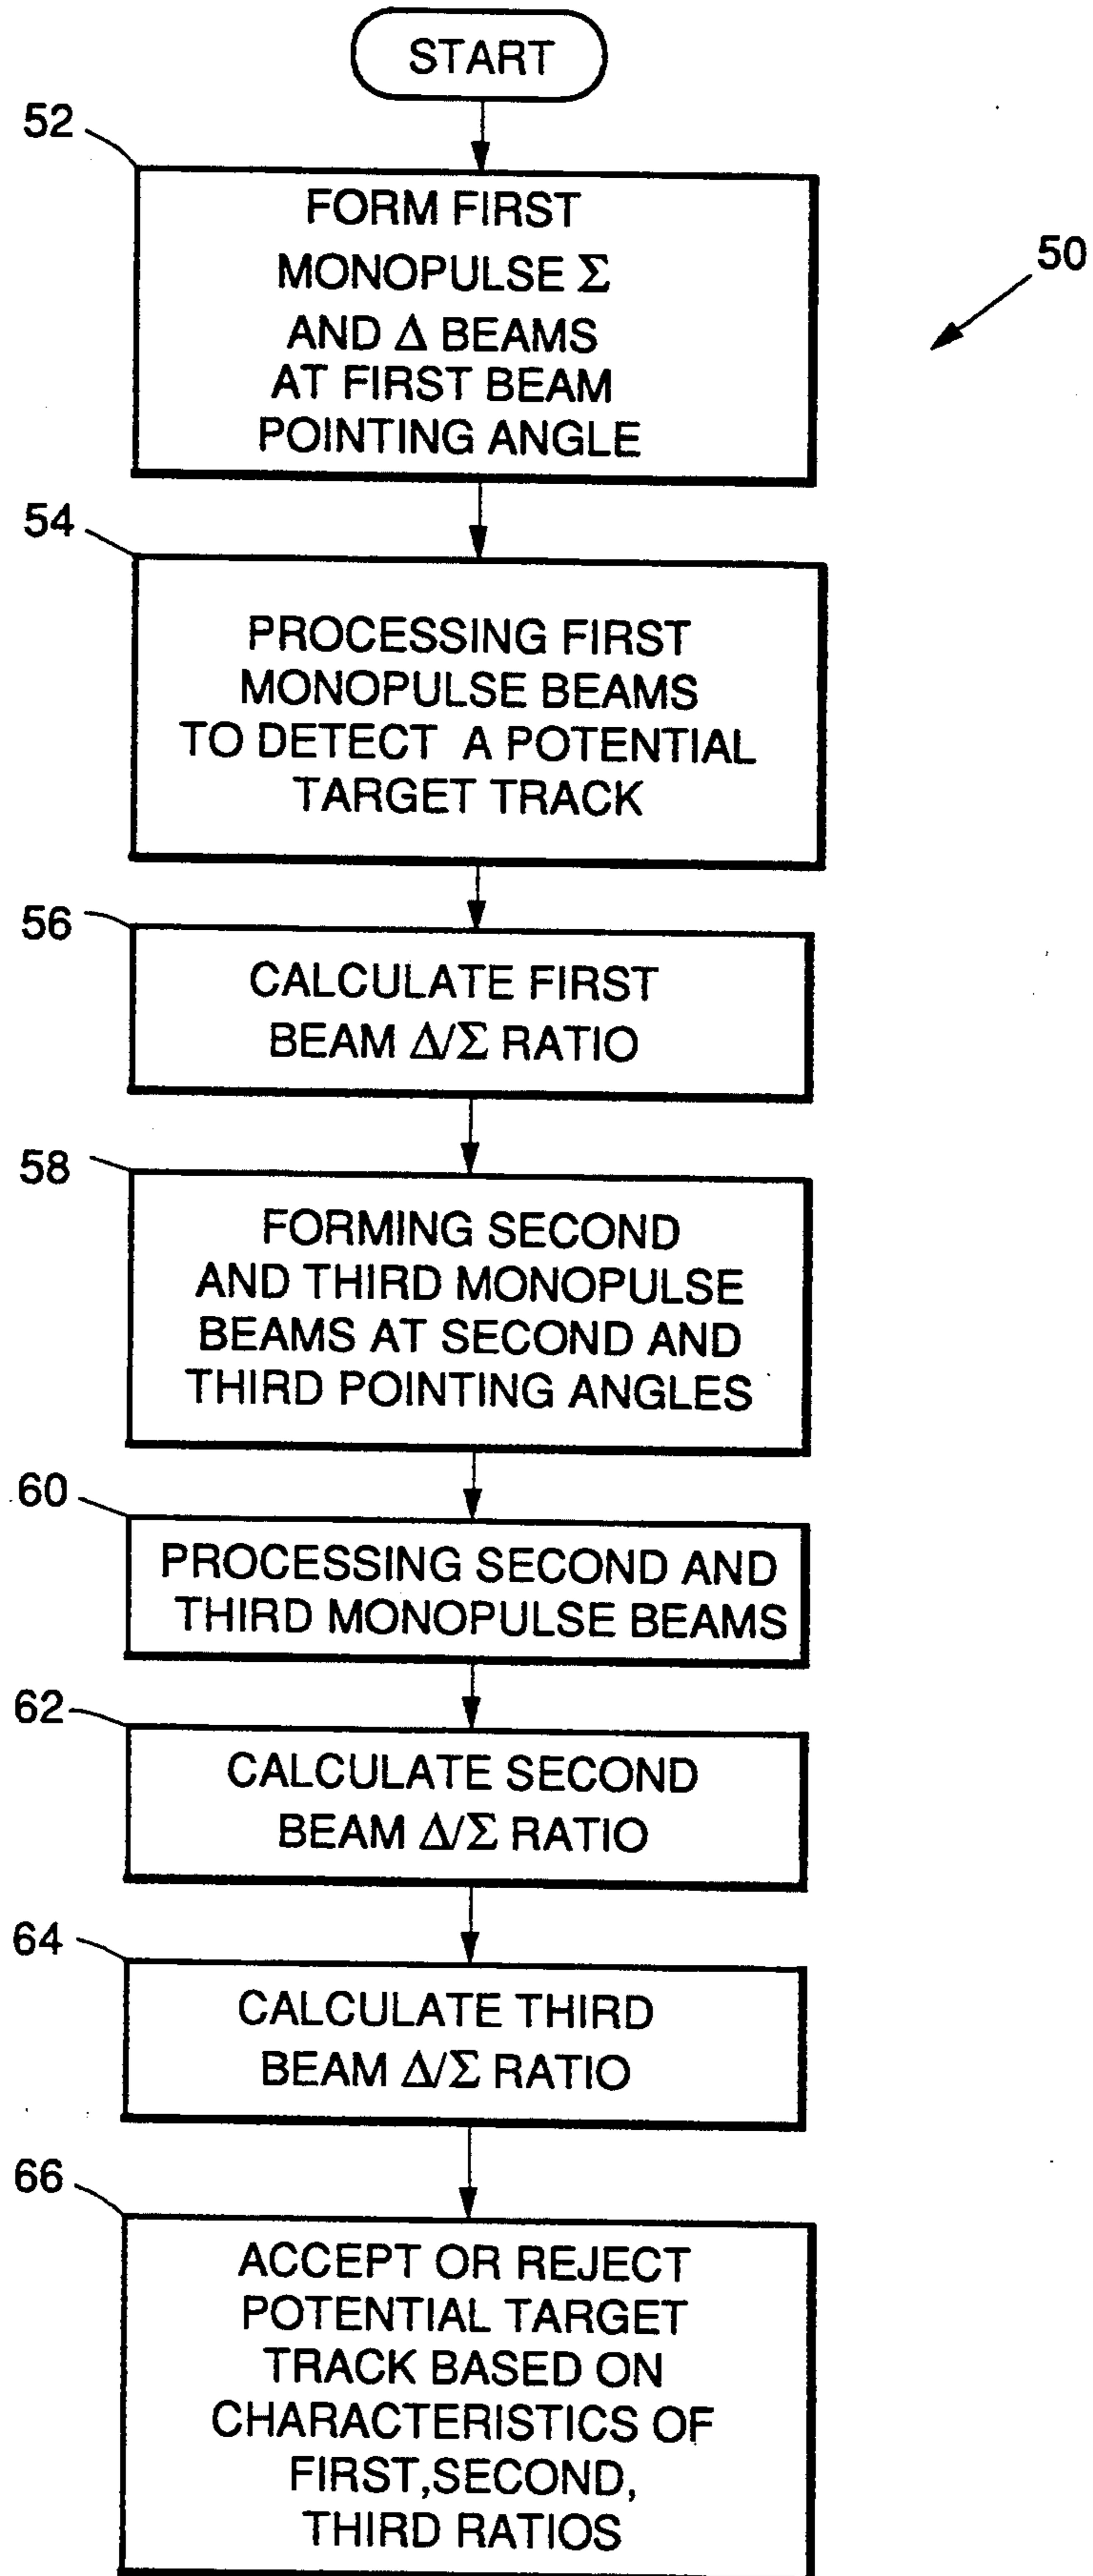 START
52
FORM FIRST
MONOPULSE Σ
AND Δ BEAMS
AT FIRST BEAM
POINTING ANGLE
50
54
PROCESSING FIRST
MONOPULSE BEAMS
TO DETECT A POTENTIAL
TARGET TRACK
56
CALCULATE FIRST
BEAM Δ/Σ RATIO
58
FORMING SECOND
AND THIRD MONOPULSE
BEAMS AT SECOND AND
THIRD POINTING ANGLES
60
PROCESSING SECOND AND
THIRD MONOPULSE BEAMS
62
CALCULATE SECOND
BEAM Δ/Σ RATIO
64
CALCULATE THIRD
BEAM Δ/Σ RATIO
66
ACCEPT OR REJECT
POTENTIAL TARGET
TRACK BASED ON
CHARACTERISTICS OF
FIRST,SECOND,
THIRD RATIOS